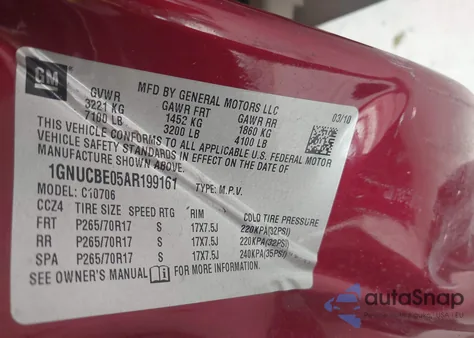 GM
MFD BY GENERAL MOTORS LLC
03/10
GVWR GAWR FRT GAWR RR
3221 KG 1452 KG 1860 KG
7100 LB 3200 LB 4100 LB
THIS VEHICLE CONFORMS TO ALL APPLICABLE U.S. FEDERAL MOTOR
VEHICLE SAFETY STANDARDS IN EFFECT ON THE DATE OF
MANUFACTURE SHOWN ABOVE.
1GNUCBE05AR199161 TYPE: M.P.V.
MODEL: C10706
CCZ4 TIRE SIZE SPEED RTG RIM COLD TIRE PRESSURE
FRT P265/70R17 S 17X7.5J 220KPA(32PSI)
RR P265/70R17 S 17X7.5J 220KPA(32PSI)
SPA P265/70R17 S 17X7.5J 240KPA(35PSI)
SEE OWNER'S MANUAL FOR MORE INFORMATION
autoSnap